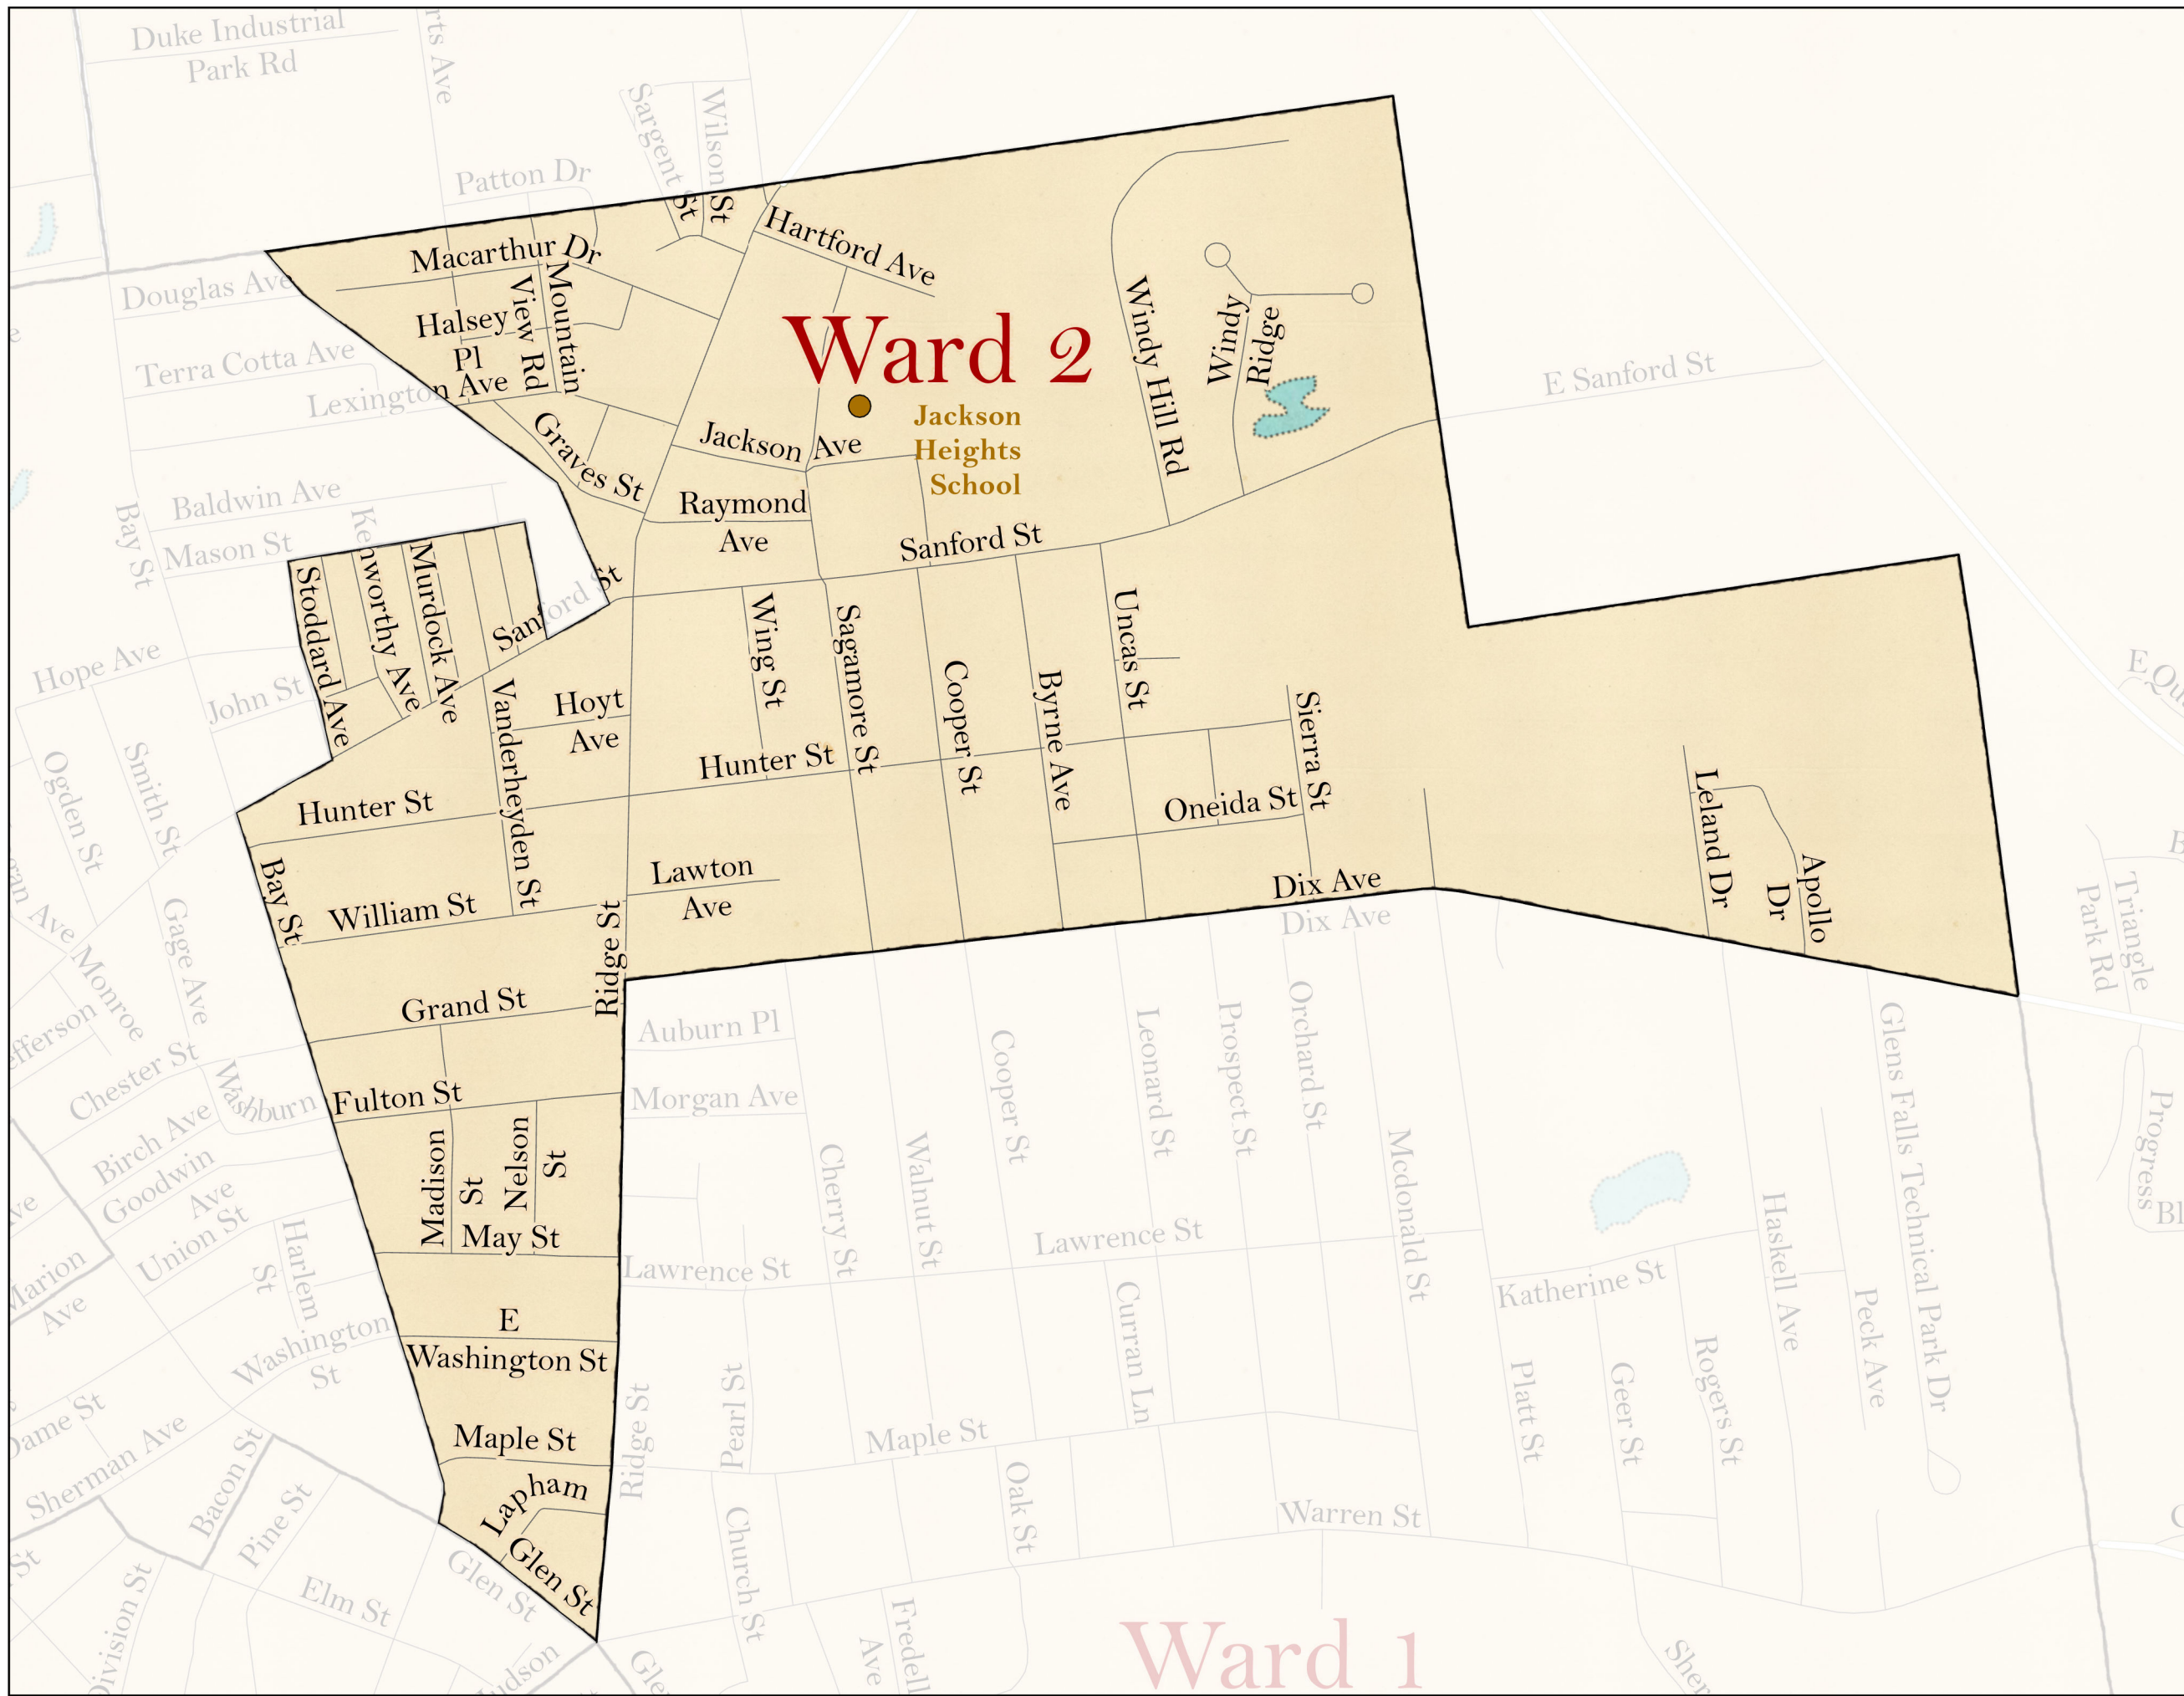 Duke Industrial
Park Rd
Patton Dr
Sargent St
Wilson St
Macarthur Dr
Hartford Ave
Douglas Ave
Halsey
Pl
Mountain
View Rd
Ward 2
Jackson
Heights
School
Windy Hill Rd
Windy
Ridge
Terra Cotta Ave
Lexington Ave
E Sanford St
Graves St
Jackson Ave
Baldwin Ave
Raymond
Ave
Bay St
Mason St
Sanford St
Stoddard Ave
Kenworthy Ave
Murdock Ave
Sanford St
Hope Ave
John St
Vanderheyden St
Hoyt
Ave
Wing St
Sagamore St
Cooper St
Byrne Ave
Uncas St
Sierra St
Ogden St
Smith St
Hunter St
Hunter St
Oneida St
Leland Dr
Apollo
Dr
Bay St
William St
Lawton
Ave
Dix Ave
Dix Ave
Triangle
Park Rd
Monroe
Gage Ave
Grand St
Ridge St
Auburn Pl
Chester St
Washburn
Fulton St
Morgan Ave
Cooper St
Leonard St
Prospect St
Orchard St
Glens Falls Technical Park Dr
Progress
Birch Ave
Goodwin
Ave
Madison
St
Nelson
St
Cherry St
Walnut St
Mcdonald St
Union St
Harlem
St
May St
Lawrence St
Lawrence St
Katherine St
Haskell Ave
Marion
Ave
Washington
St
E
Washington St
Curran Ln
Peck Ave
Dame St
Sherman Ave
Bacon St
Pine St
Maple St
Ridge St
Pearl St
Maple St
Platt St
Geer St
Rogers St
Lapham
Glen St
Glen St
Church St
Oak St
Warren St
Division St
Elm St
Fredell
Ave
Ward 1